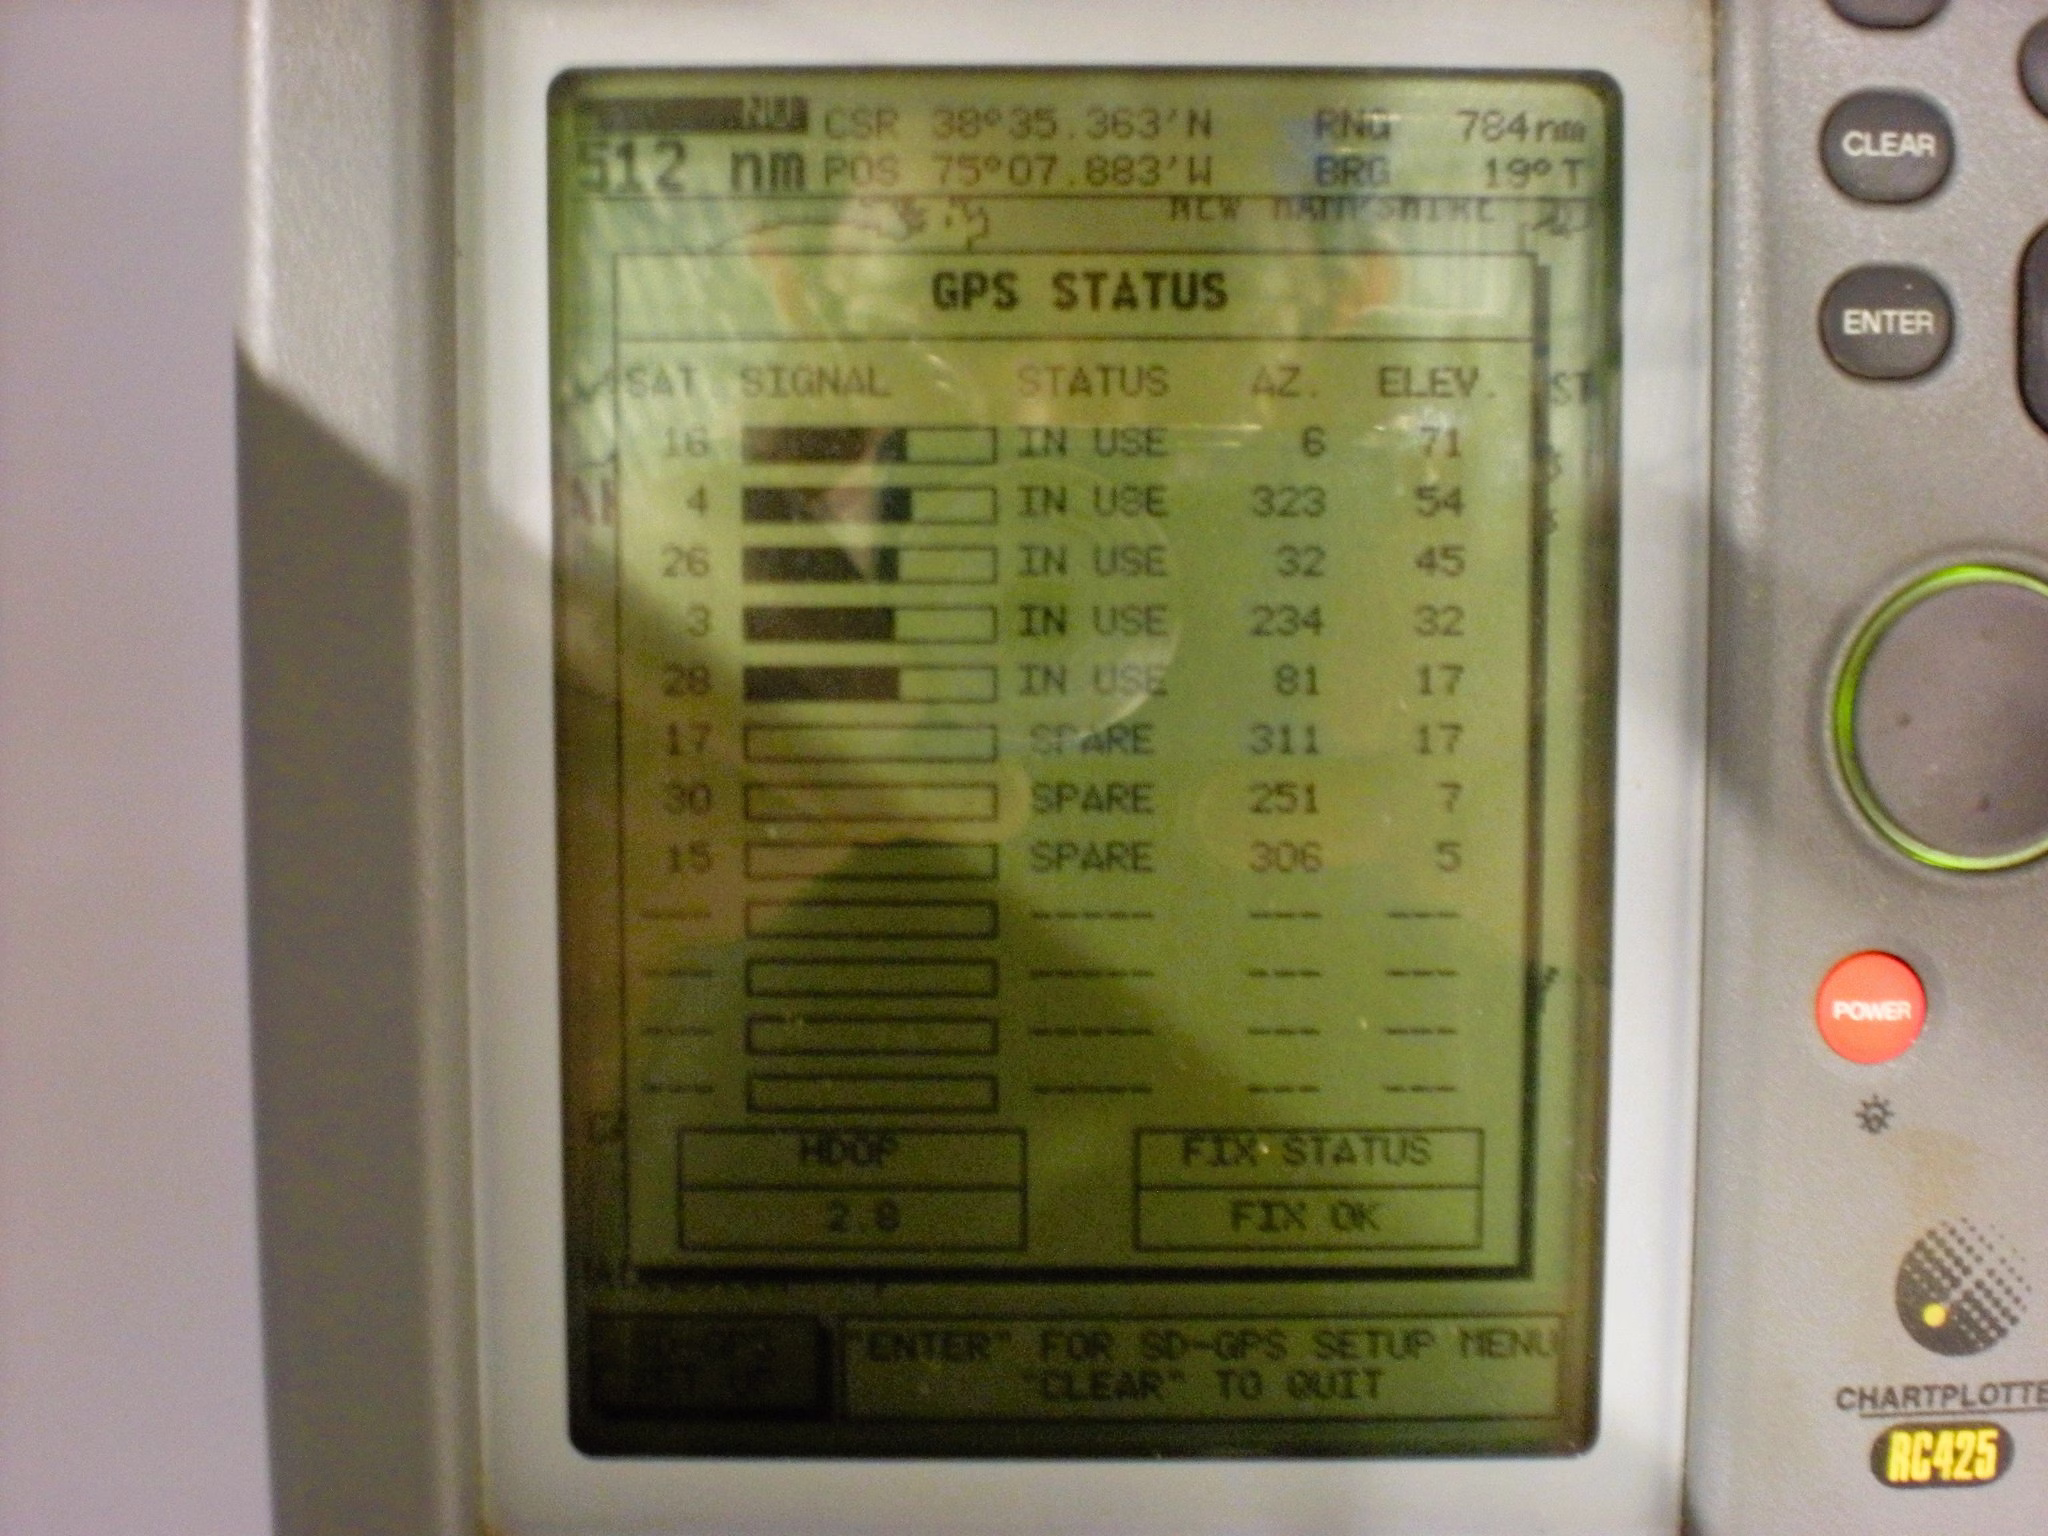 CSR 38°35.363'N RNG 784nm
512 nm POS 75°07.883'W BRG 19°T
NEW HAMPSHIRE
GPS STATUS
SAT SIGNAL STATUS AZ. ELEV.
16 IN USE 6 71
4 IN USE 323 54
26 IN USE 32 45
3 IN USE 234 32
28 IN USE 81 17
17 SPARE 311 17
30 SPARE 251 7
15 SPARE 306 5
--- ----- --- ---
--- ----- --- ---
--- ----- --- ---
--- ----- --- ---
HDOP FIX STATUS
2.8 FIX OK
"ENTER" FOR SD-GPS SETUP MENU
"CLEAR" TO QUIT
CLEAR
ENTER
POWER
CHARTPLOTTE
RC425